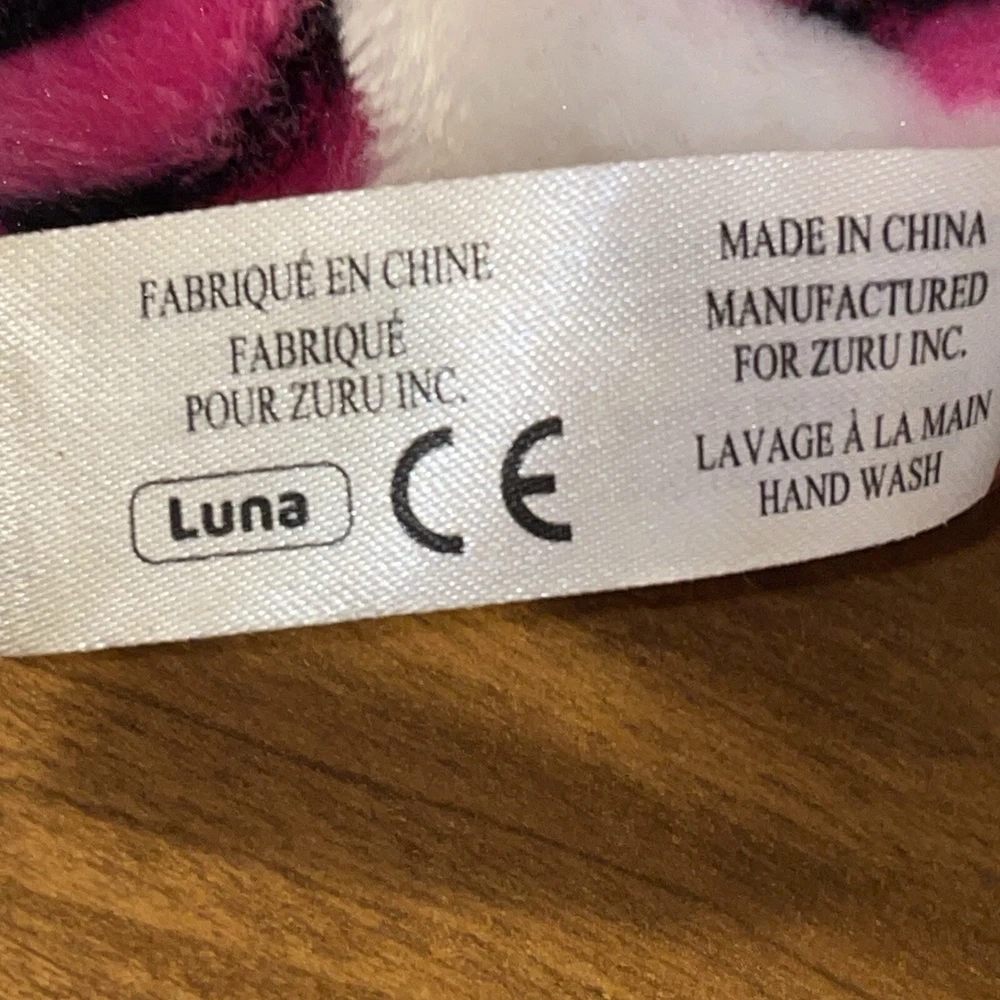 FABRIQUÉ EN CHINE
FABRIQUÉ
POUR ZURU INC.
Luna
CE
MADE IN CHINA
MANUFACTURED
FOR ZURU INC.
LAVAGE À LA MAIN
HAND WASH